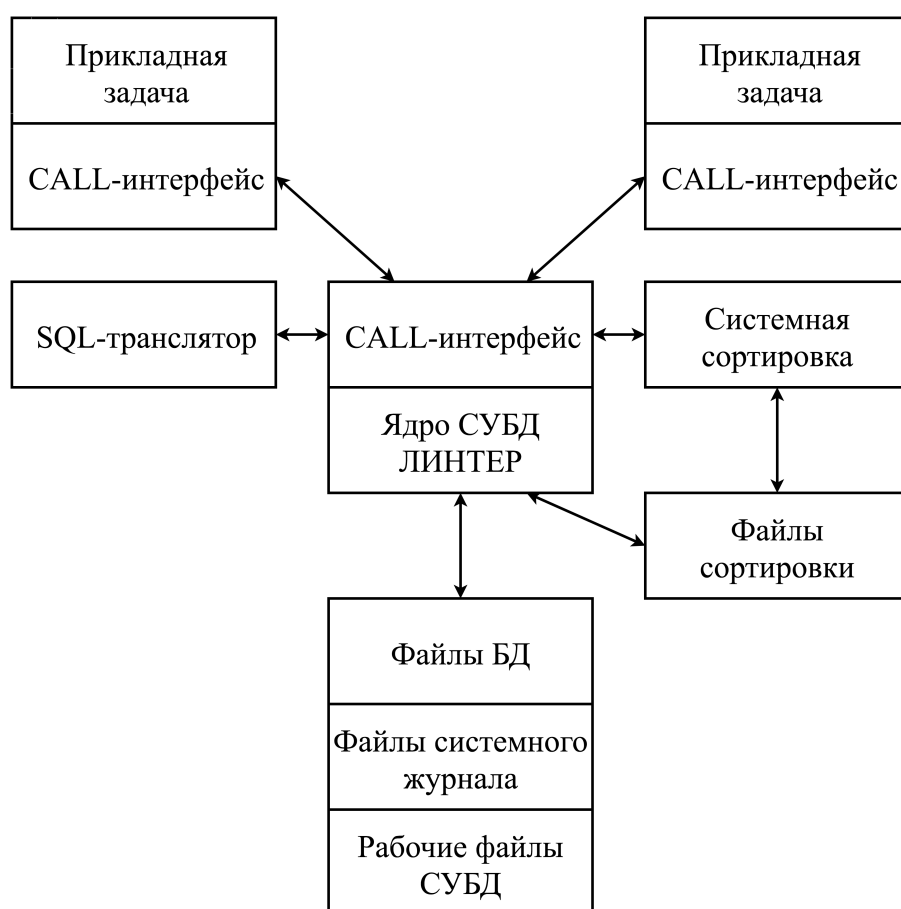 Прикладная
задача
CALL-интерфейс
Прикладная
задача
CALL-интерфейс
SQL-транслятор
CALL-интерфейс
Ядро СУБД
ЛИНТЕР
Системная
сортировка
Файлы
сортировки
Файлы БД
Файлы системного
журнала
Рабочие файлы
СУБД